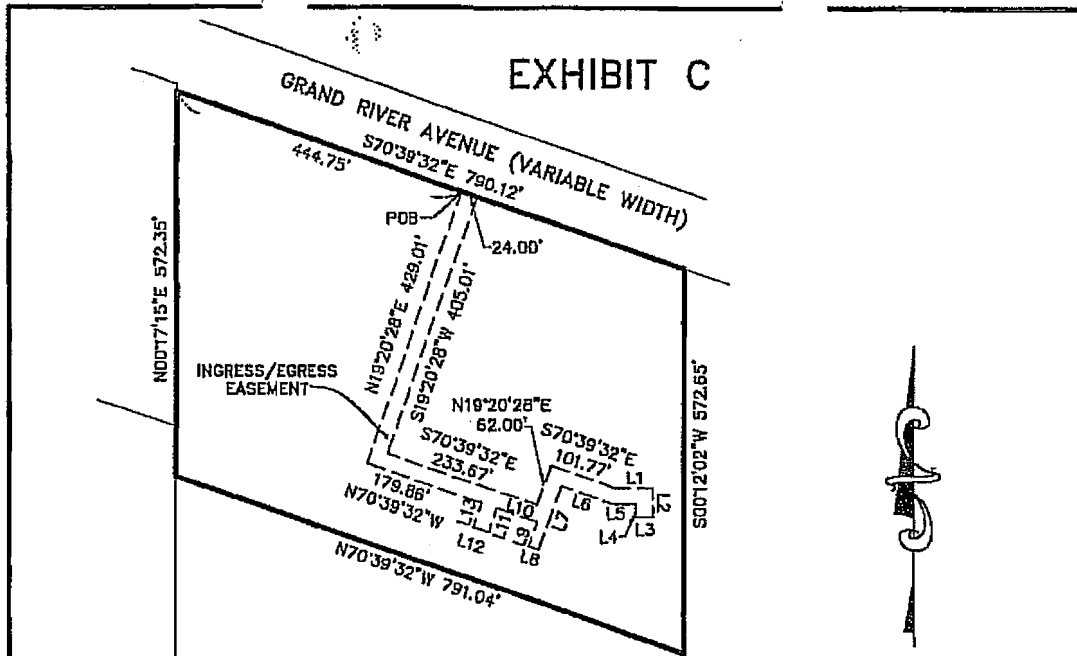 EXHIBIT C
GRAND RIVER AVENUE (VARIABLE WIDTH)
S70°39'32"E 790.12'
444.75'
POB
24.00'
N00°17'15"E 572.35'
N19°20'28"E 429.01'
S19°20'28"W 405.01'
INGRESS/EGRESS
EASEMENT
S00°12'02"W 572.65'
N19°20'28"E
62.00'
S70°39'32"E
101.77'
S70°39'32"E
233.67'
179.86'
N70°39'32"W
L1
L2
L3
L4
L5
L6
L7
L8
L9
L10
L11
L12
L13
N70°39'32"W 791.04'